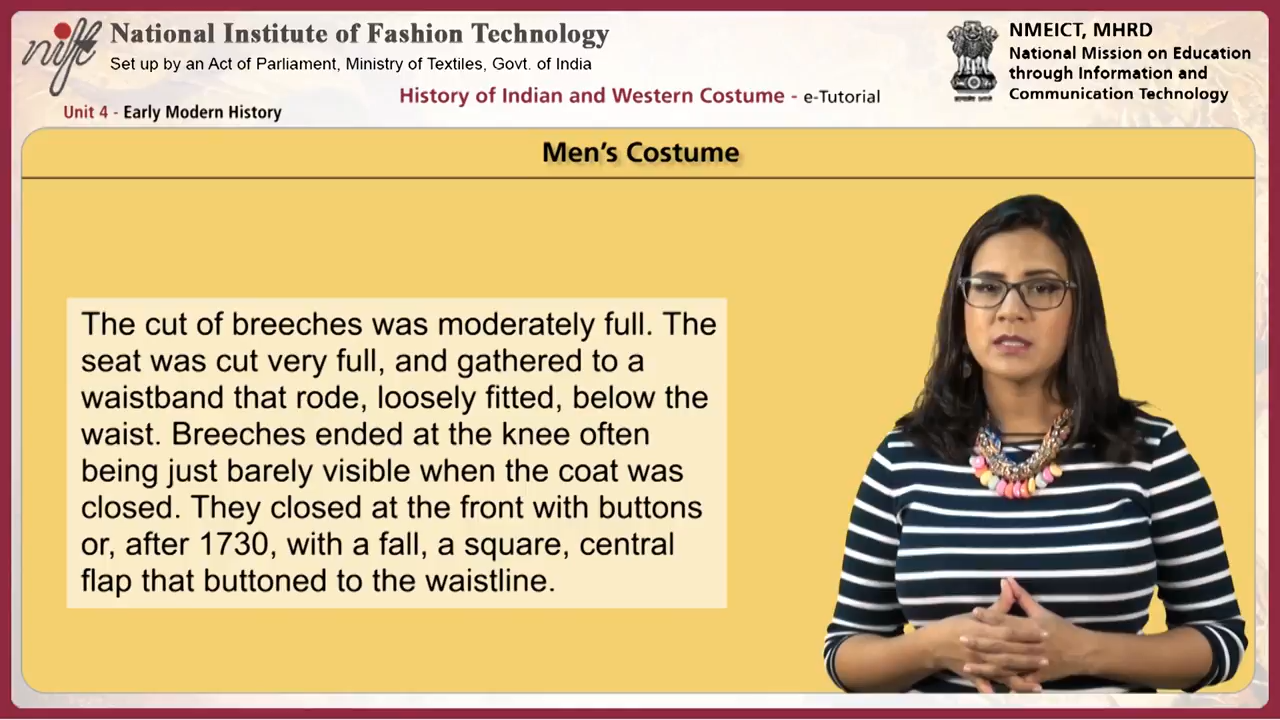 nift
National Institute of Fashion Technology
Set up by an Act of Parliament, Ministry of Textiles, Govt. of India
NMEICT, MHRD
National Mission on Education
through Information and
Communication Technology
History of Indian and Western Costume - e-Tutorial
Unit 4 - Early Modern History
Men's Costume
The cut of breeches was moderately full. The
seat was cut very full, and gathered to a
waistband that rode, loosely fitted, below the
waist. Breeches ended at the knee often
being just barely visible when the coat was
closed. They closed at the front with buttons
or, after 1730, with a fall, a square, central
flap that buttoned to the waistline.